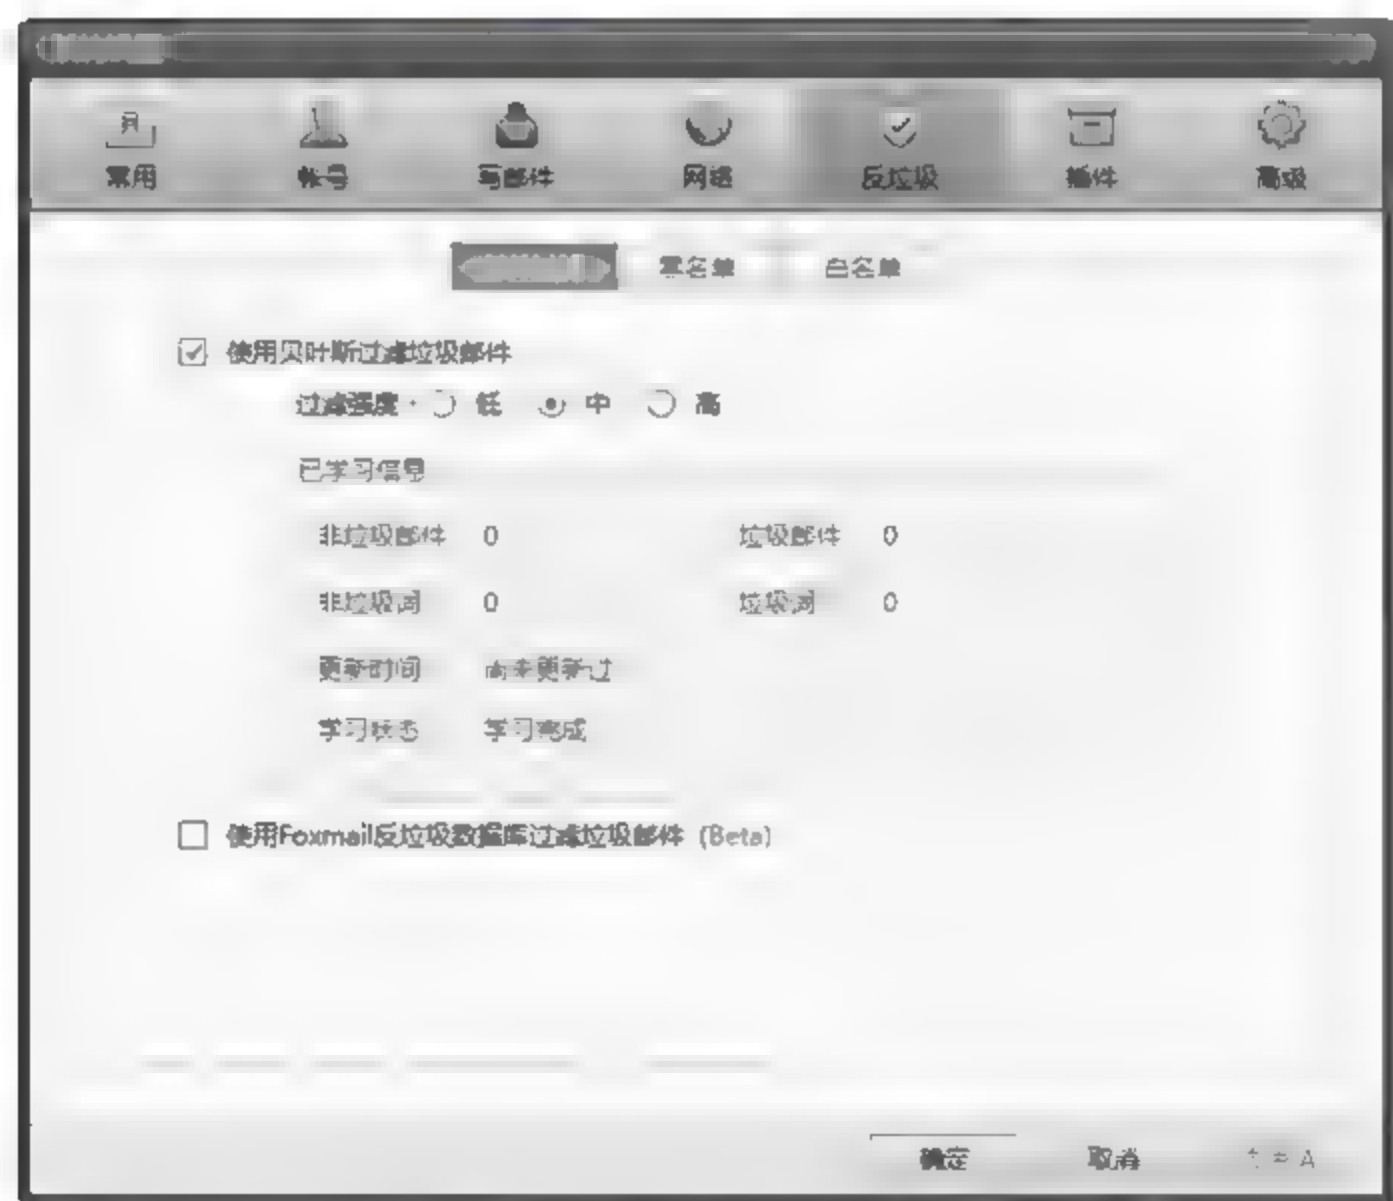 常用 帐号 写邮件 网络 反垃圾 插件 高级
黑名单 白名单
使用贝叶斯过滤垃圾邮件
过滤强度: 低 中 高
已学习信息
非垃圾邮件 0 垃圾邮件 0
非垃圾词 0 垃圾词 0
更新时间 尚未更新过
学习状态 学习完成
使用Foxmail反垃圾数据库过滤垃圾邮件 (Beta)
确定 取消